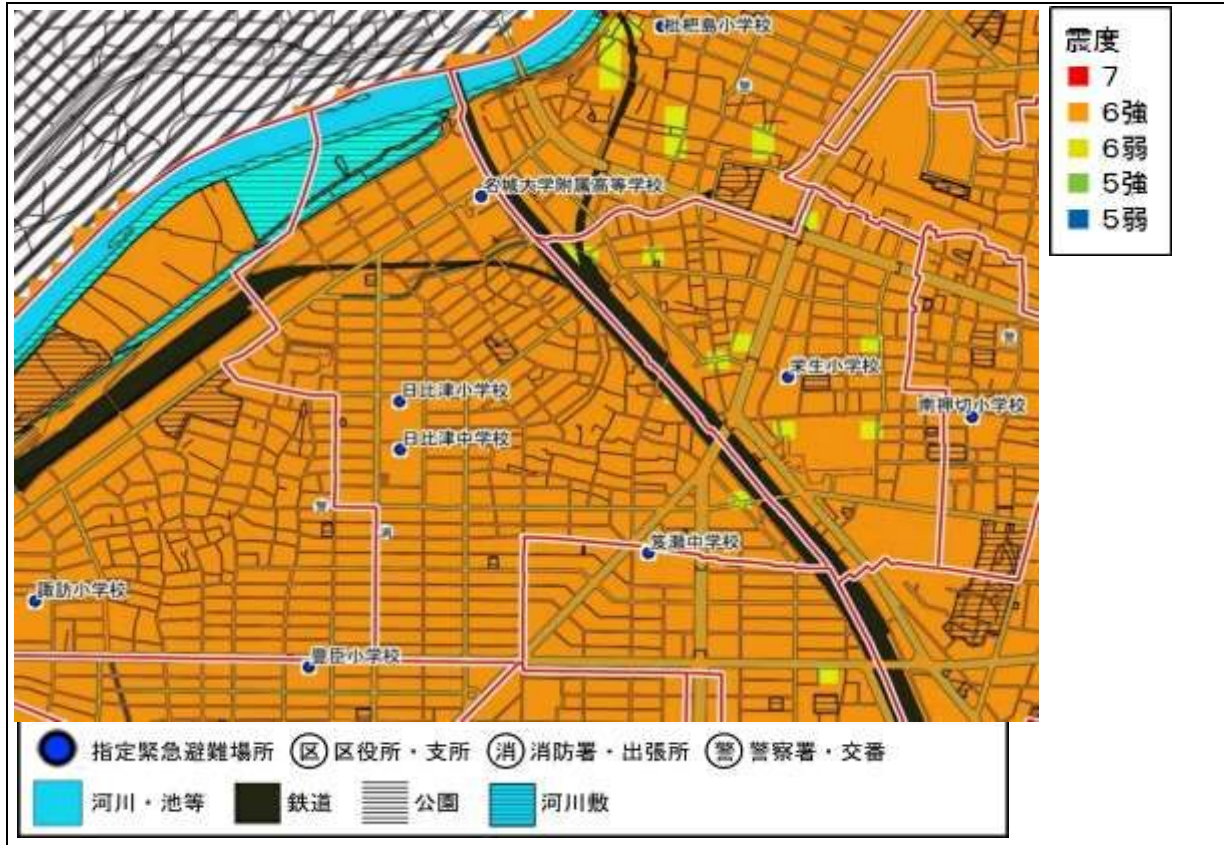 枇杷島小学校
警
名城大学附属高等学校
栄生小学校
警
日比津小学校
南押切小学校
日比津中学校
警
消
笈瀬中学校
諏訪小学校
豊臣小学校
震度
7
6強
6弱
5強
5弱
指定緊急避難場所 区 区役所・支所 消 消防署・出張所 警 警察署・交番
河川・池等 鉄道 公園 河川敷